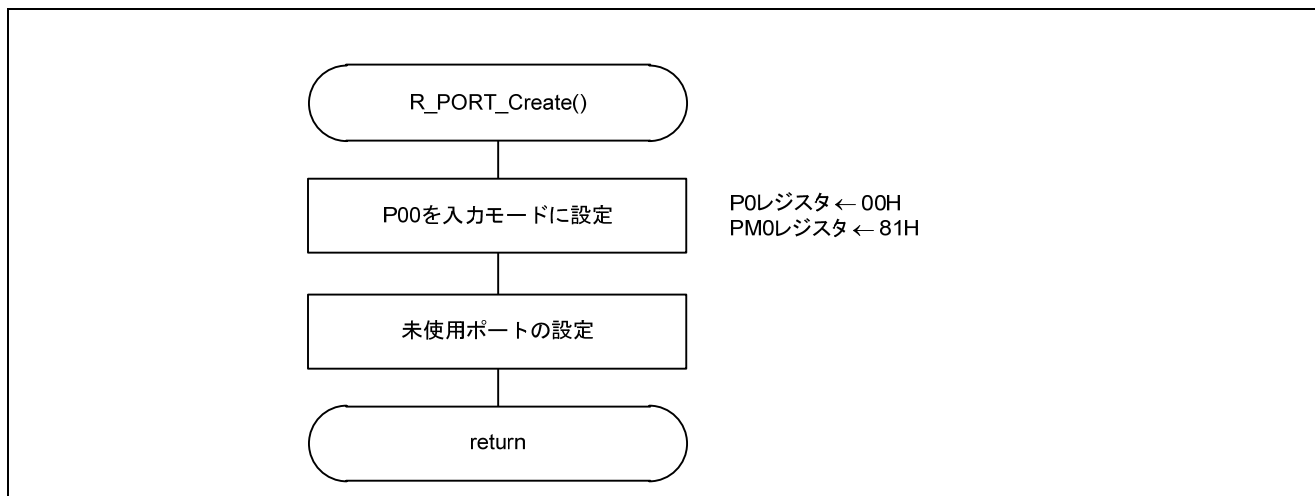 R_PORT_Create()
P00を入力モードに設定
P0レジスタ ← 00H
PM0レジスタ ← 81H
未使用ポートの設定
return